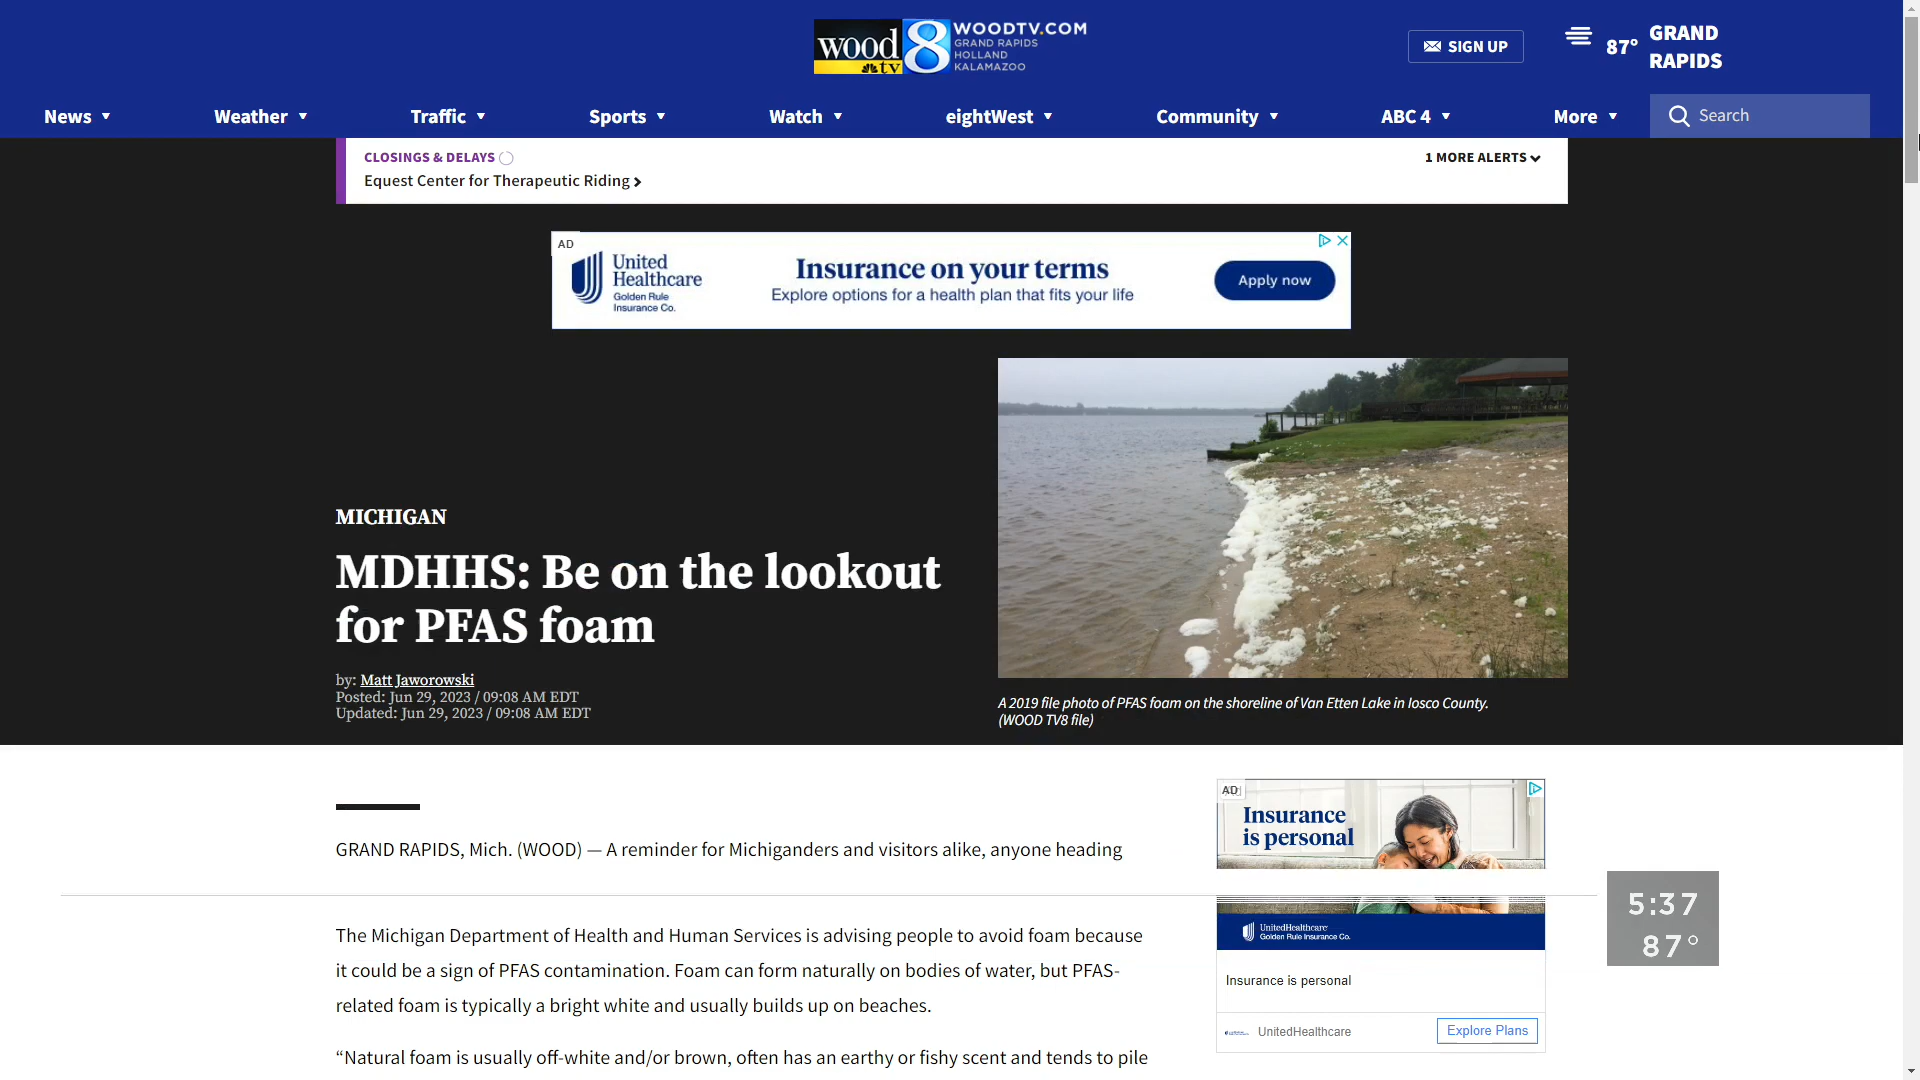 wood tv 8 WOODTV.COM
GRAND RAPIDS
HOLLAND
KALAMAZOO
SIGN UP
87° GRAND RAPIDS
News Weather Traffic Sports Watch eightWest Community ABC 4 More Search
CLOSINGS & DELAYS
1 MORE ALERTS
Equest Center for Therapeutic Riding
AD
United
Healthcare
Golden Rule
Insurance Co.
Insurance on your terms
Explore options for a health plan that fits your life
Apply now
MICHIGAN
MDHHS: Be on the lookout
for PFAS foam
by: Matt Jaworowski
Posted: Jun 29, 2023 / 09:08 AM EDT
Updated: Jun 29, 2023 / 09:08 AM EDT
A 2019 file photo of PFAS foam on the shoreline of Van Etten Lake in Iosco County.
(WOOD TV8 file)
GRAND RAPIDS, Mich. (WOOD) — A reminder for Michiganders and visitors alike, anyone heading
The Michigan Department of Health and Human Services is advising people to avoid foam because
it could be a sign of PFAS contamination. Foam can form naturally on bodies of water, but PFAS-
related foam is typically a bright white and usually builds up on beaches.
“Natural foam is usually off-white and/or brown, often has an earthy or fishy scent and tends to pile
AD
Insurance
is personal
UnitedHealthcare
Golden Rule Insurance Co.
Insurance is personal
UnitedHealthcare
Explore Plans
5:37
87°